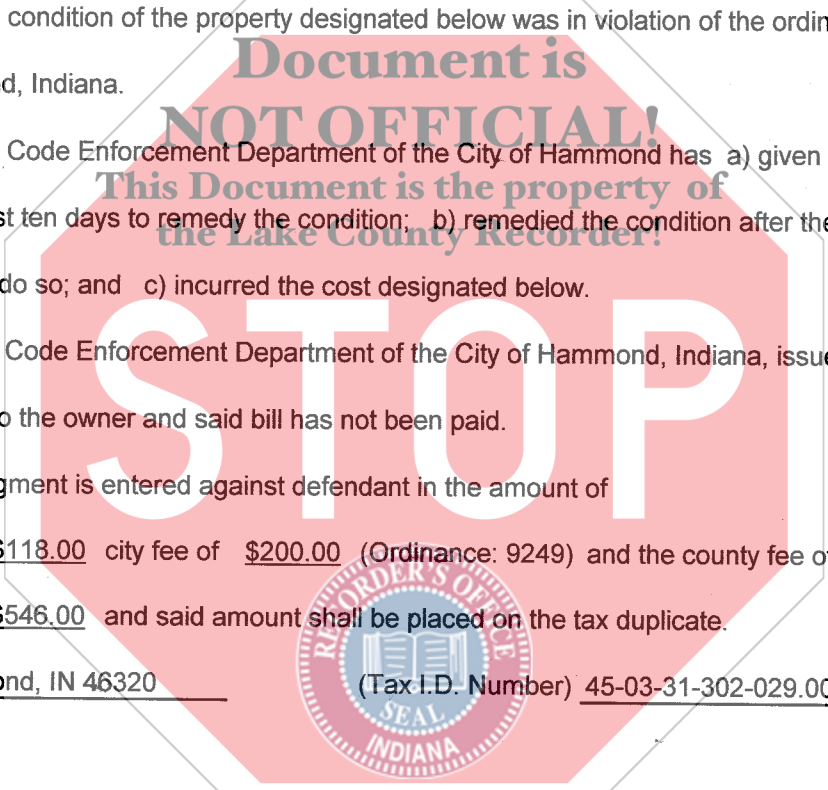 condition of the property designated below was in violation of the ordin
Document is
d, Indiana.
NOT OFFICIAL!
Code Enforcement Department of the City of Hammond has a) given
This Document is the property of
st ten days to remedy the condition; b) remedied the condition after the
the Lake County Recorder!
do so; and c) incurred the cost designated below.
STOP
Code Enforcement Department of the City of Hammond, Indiana, issue
o the owner and said bill has not been paid.
gment is entered against defendant in the amount of
$118.00 city fee of $200.00 (Ordinance: 9249) and the county fee of
$546.00 and said amount shall be placed on the tax duplicate.
ond, IN 46320 (Tax I.D. Number) 45-03-31-302-029.00
RECORDER'S OFFICE
SEAL
INDIANA